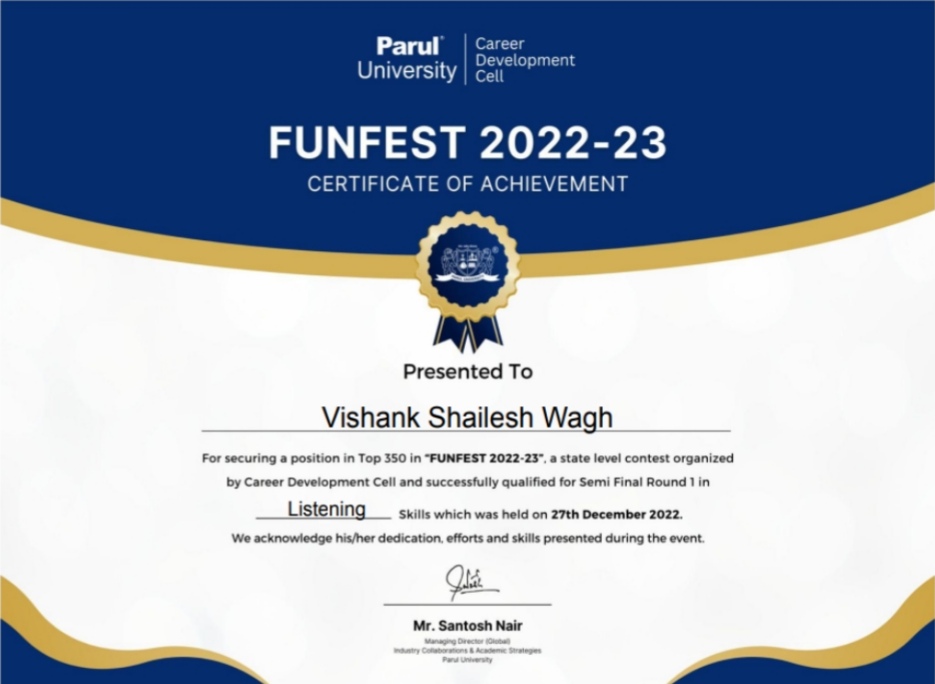 Parul University
Career Development Cell
FUNFEST 2022-23
CERTIFICATE OF ACHIEVEMENT
Presented To
Vishank Shailesh Wagh
For securing a position in Top 350 in "FUNFEST 2022-23", a state level contest organized
by Career Development Cell and successfully qualified for Semi Final Round 1 in
Listening Skills which was held on 27th December 2022.
We acknowledge his/her dedication, efforts and skills presented during the event.
Mr. Santosh Nair
Managing Director (Global)
Industry Collaborations & Academic Strategies
Parul University